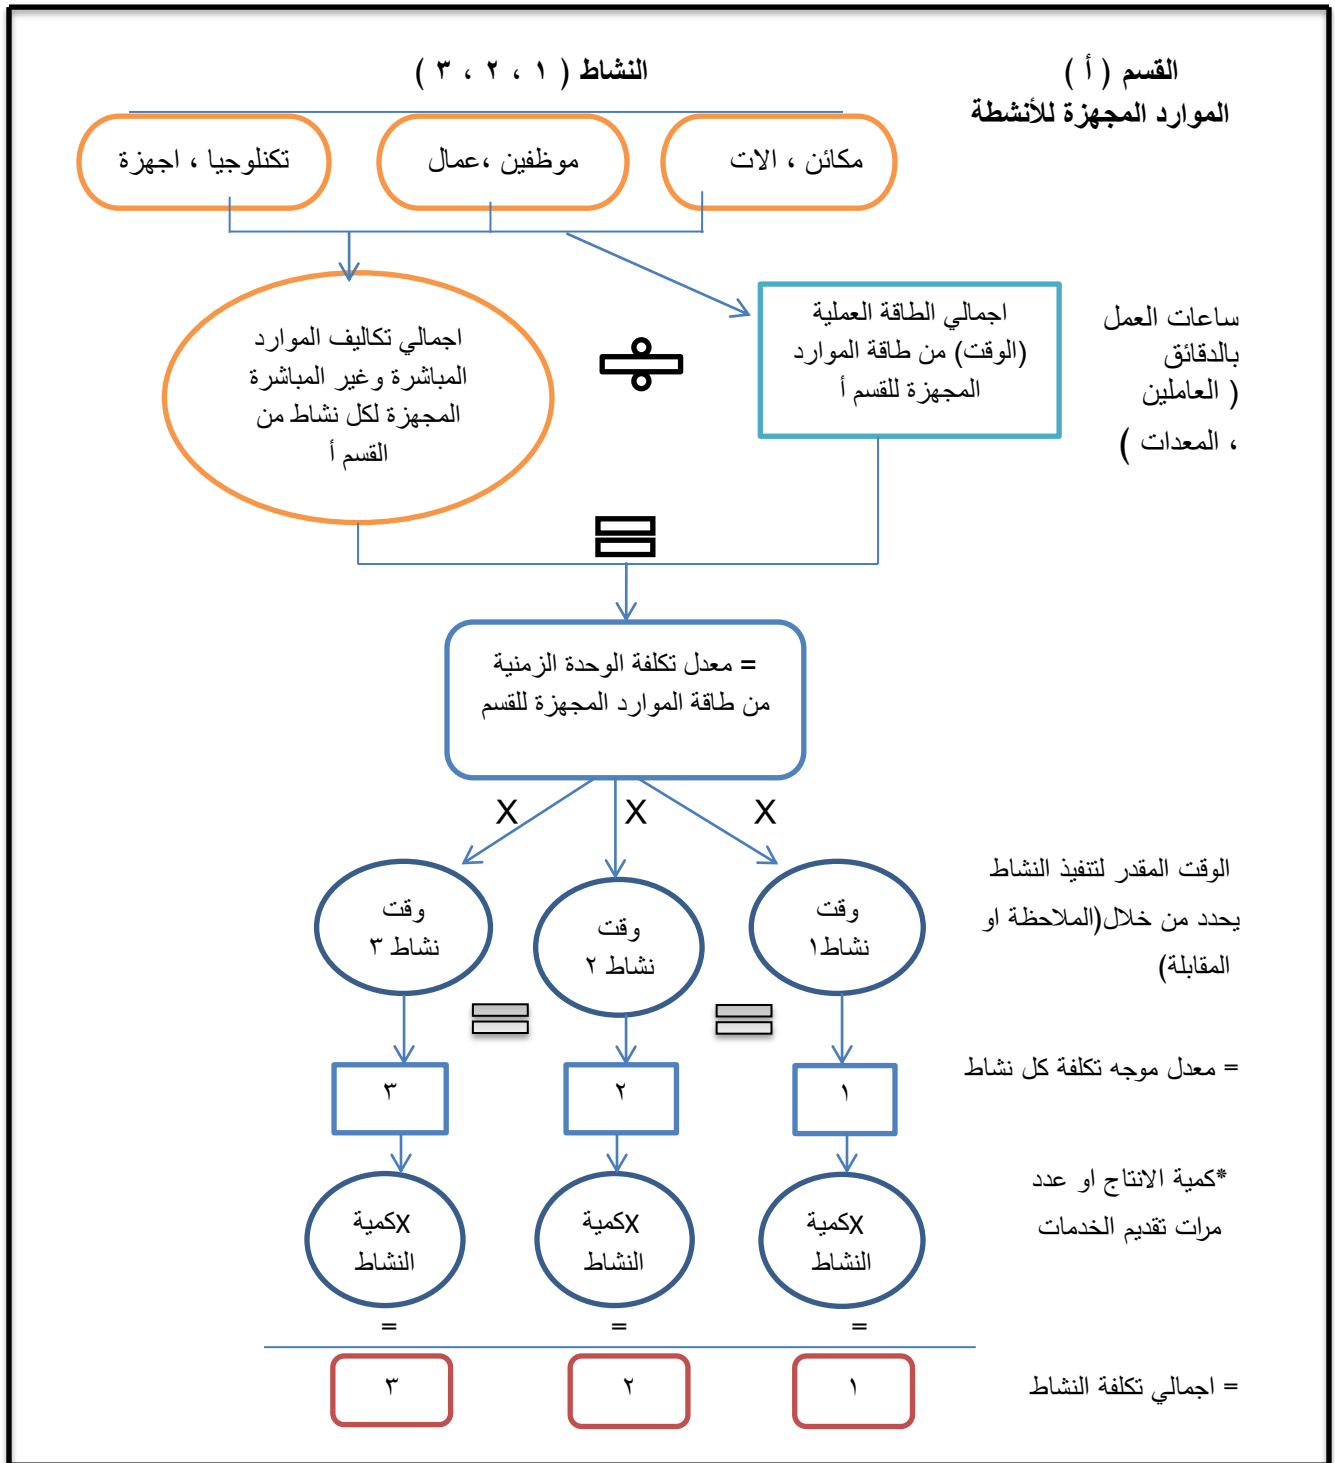 القسم ( أ )
النشاط ( ١ ، ٢ ، ٣ )
الموارد المجهزة للأنشطة
مكائن ، الات
موظفين ،عمال
تكنلوجيا ، اجهزة
ساعات العمل
بالدقائق
( العاملين
، المعدات )
اجمالي الطاقة العملية
(الوقت) من طاقة الموارد
المجهزة للقسم أ
÷
اجمالي تكاليف الموارد
المباشرة وغير المباشرة
المجهزة لكل نشاط من
القسم أ
=
= معدل تكلفة الوحدة الزمنية
من طاقة الموارد المجهزة للقسم
X
X
X
الوقت المقدر لتنفيذ النشاط
يحدد من خلال(الملاحظة او
المقابلة)
وقت
نشاط١
وقت
نشاط ٢
وقت
نشاط ٣
=
=
= معدل موجه تكلفة كل نشاط
١
٢
٣
*كمية الانتاج او عدد
مرات تقديم الخدمات
Xكمية
النشاط
Xكمية
النشاط
Xكمية
النشاط
=
=
=
= اجمالي تكلفة النشاط
١
٢
٣